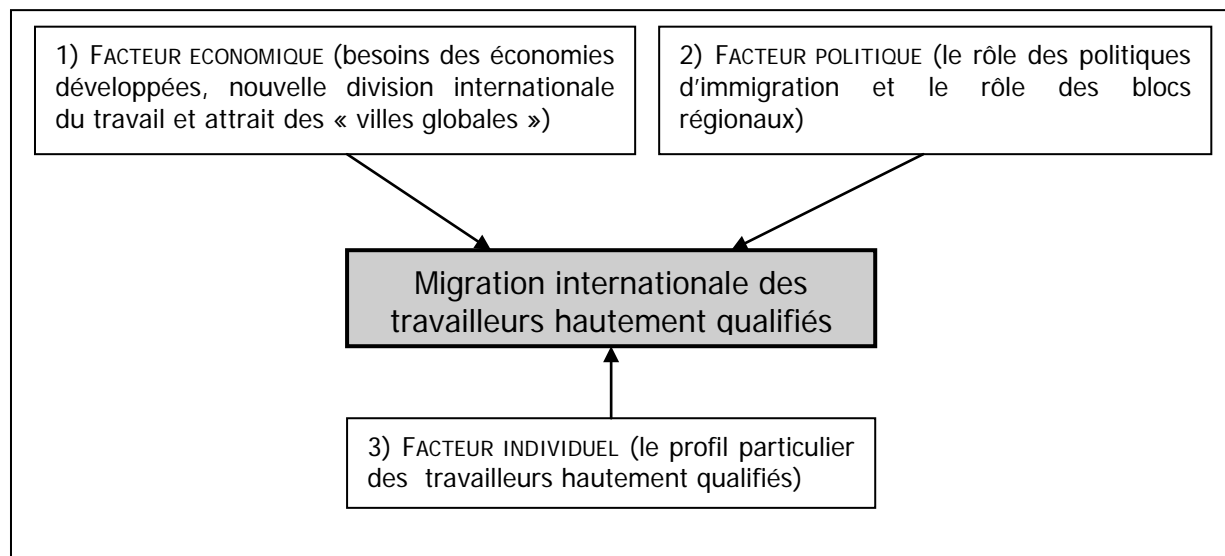 1) FACTEUR ECONOMIQUE (besoins des économies
développées, nouvelle division internationale
du travail et attrait des « villes globales »)
2) FACTEUR POLITIQUE (le rôle des politiques
d'immigration et le rôle des blocs
régionaux)
Migration internationale des
travailleurs hautement qualifiés
3) FACTEUR INDIVIDUEL (le profil particulier
des travailleurs hautement qualifiés)